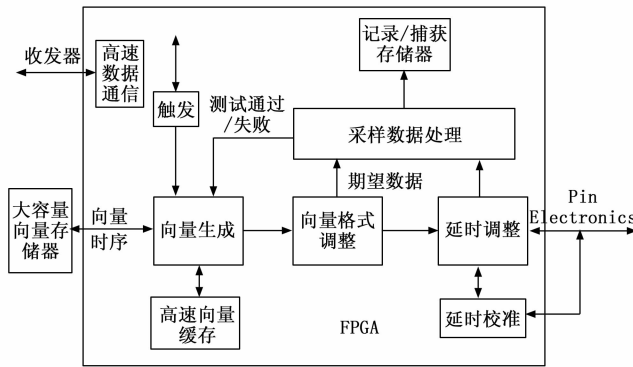 收发器
高速
数据
通信
触发
记录/捕获
存储器
测试通过
/失败
采样数据处理
期望数据
大容量
向量存
储器
向量
时序
向量生成
向量格式
调整
延时调整
Pin
Electronics
高速向量
缓存
FPGA
延时校准